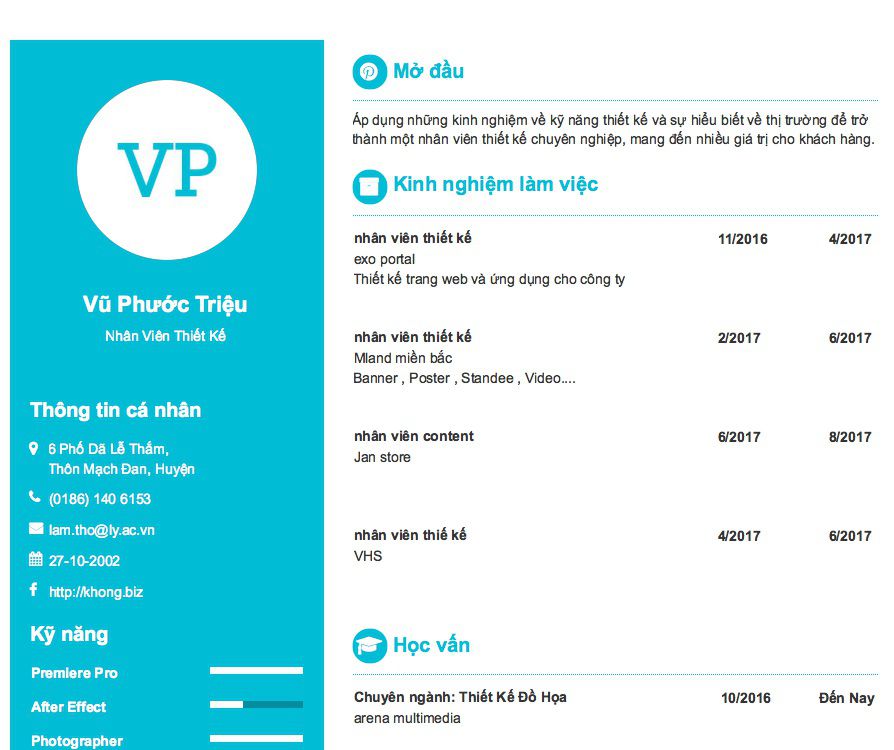 VP
Vũ Phước Triệu
Nhân Viên Thiết Kế
Thông tin cá nhân
6 Phố Dã Lễ Thắm,
Thôn Mạch Đan, Huyện
(0186) 140 6153
lam.tho@ly.ac.vn
27-10-2002
http://khong.biz
Kỹ năng
Premiere Pro
After Effect
Photographer
Mở đầu
Áp dụng những kinh nghiệm về kỹ năng thiết kế và sự hiểu biết về thị trường để trở
thành một nhân viên thiết kế chuyên nghiệp, mang đến nhiều giá trị cho khách hàng.
Kinh nghiệm làm việc
nhân viên thiết kế 11/2016 4/2017
exo portal
Thiết kế trang web và ứng dụng cho công ty
nhân viên thiết kế 2/2017 6/2017
Mland miền bắc
Banner , Poster , Standee , Video....
nhân viên content 6/2017 8/2017
Jan store
nhân viên thiế kế 4/2017 6/2017
VHS
Học vấn
Chuyên ngành: Thiết Kế Đồ Họa 10/2016 Đến Nay
arena multimedia